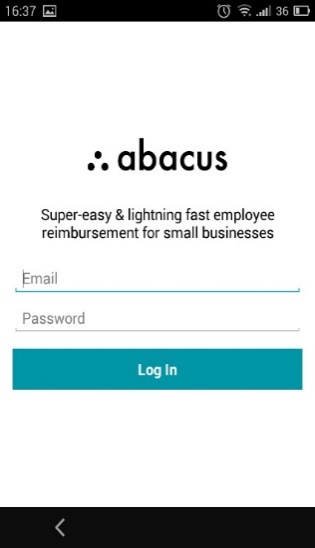 16:37 36
abacus
Super-easy & lightning fast employee
reimbursement for small businesses
Email
Password
Log In